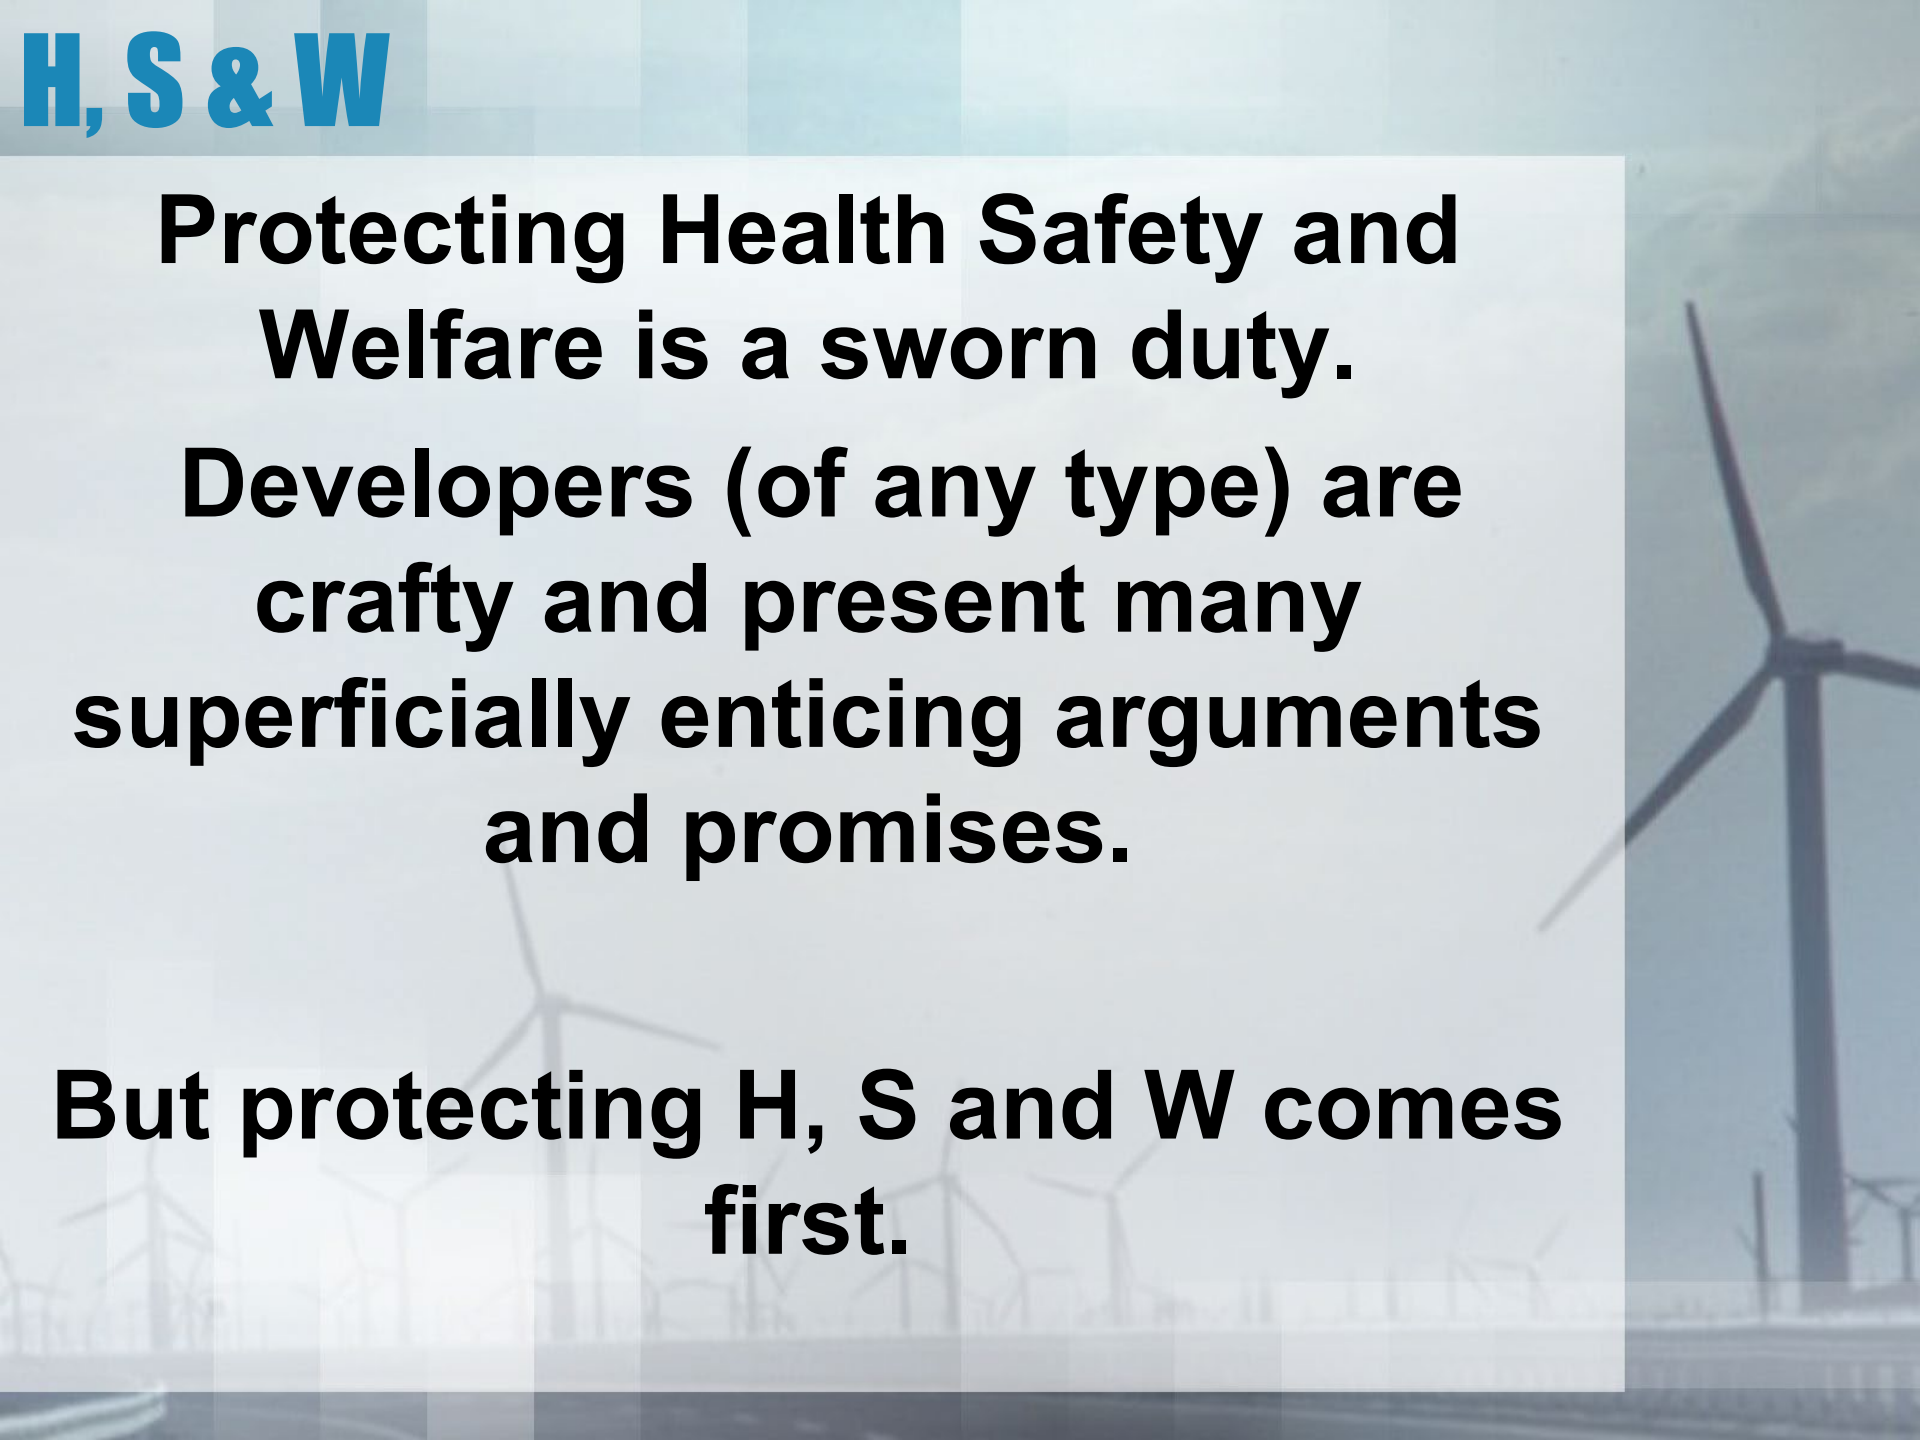 H, S & W
Protecting Health Safety and
Welfare is a sworn duty.
Developers (of any type) are
crafty and present many
superficially enticing arguments
and promises.
But protecting H, S and W comes
first.